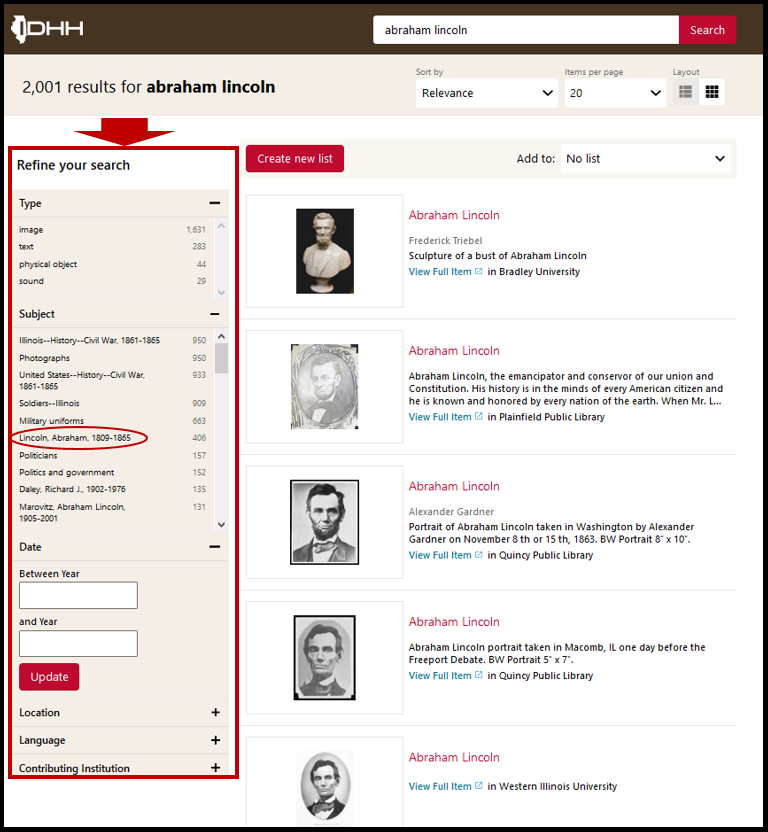 IDHH
abraham lincoln
Search
2,001 results for abraham lincoln
Sort by
Relevance
Items per page
20
Layout
Refine your search
Type
image 1,631
text 283
physical object 44
sound 29
Subject
Illinois--History--Civil War, 1861-1865 950
Photographs 950
United States--History--Civil War, 933
1861-1865
Soldiers--Illinois 909
Military uniforms 663
Lincoln, Abraham, 1809-1865 406
Politicians 157
Politics and government 152
Daley, Richard J., 1902-1976 135
Marovitz, Abraham Lincoln, 131
1905-2001
Date
Between Year
and Year
Update
Location
Language
Contributing Institution
Create new list
Add to: No list
Abraham Lincoln
Frederick Triebel
Sculpture of a bust of Abraham Lincoln
View Full Item in Bradley University
Abraham Lincoln
Abraham Lincoln, the emancipator and conservor of our union and
Constitution. His history is in the minds of every American citizen and
he is known and honored by every nation of the earth. When Mr. L...
View Full Item in Plainfield Public Library
Abraham Lincoln
Alexander Gardner
Portrait of Abraham Lincoln taken in Washington by Alexander
Gardner on November 8 th or 15 th, 1863. BW Portrait 8" x 10".
View Full Item in Quincy Public Library
Abraham Lincoln
Abraham Lincoln portrait taken in Macomb, IL one day before the
Freeport Debate. BW Portrait 5" x 7".
View Full Item in Quincy Public Library
Abraham Lincoln
View Full Item in Western Illinois University